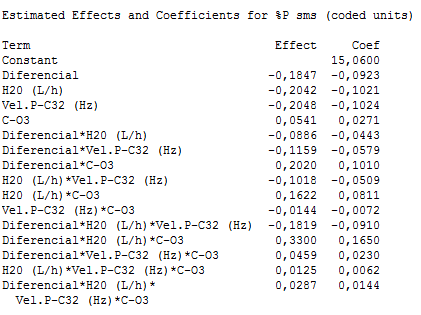 Estimated Effects and Coefficients for %P sms (coded units)
Term Effect Coef
Constant 15,0600
Diferencial -0,1847 -0,0923
H20 (L/h) -0,2042 -0,1021
Vel.P-C32 (Hz) -0,2048 -0,1024
C-O3 0,0541 0,0271
Diferencial*H20 (L/h) -0,0886 -0,0443
Diferencial*Vel.P-C32 (Hz) -0,1159 -0,0579
Diferencial*C-O3 0,2020 0,1010
H20 (L/h)*Vel.P-C32 (Hz) -0,1018 -0,0509
H20 (L/h)*C-O3 0,1622 0,0811
Vel.P-C32 (Hz)*C-O3 -0,0144 -0,0072
Diferencial*H20 (L/h)*Vel.P-C32 (Hz) -0,1819 -0,0910
Diferencial*H20 (L/h)*C-O3 0,3300 0,1650
Diferencial*Vel.P-C32 (Hz)*C-O3 0,0459 0,0230
H20 (L/h)*Vel.P-C32 (Hz)*C-O3 0,0125 0,0062
Diferencial*H20 (L/h)* 0,0287 0,0144
Vel.P-C32 (Hz)*C-O3